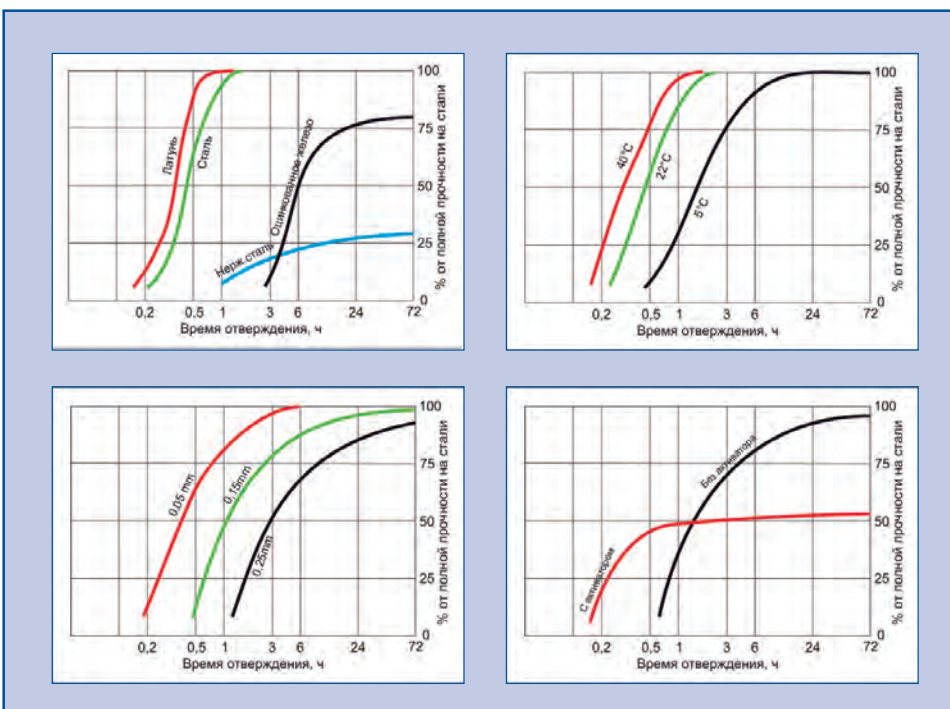 100
75
50
25
0
Латунь
Сталь
Оцинкованное железо
Нерж.сталь
0,2 0,5 1 3 6 24 72
Время отверждения, ч
% от полной прочности на стали
100
75
50
25
0
40°C
22°C
5°C
0,2 0,5 1 3 6 24 72
Время отверждения, ч
% от полной прочности на стали
100
75
50
25
0
0,05 mm
0,15mm
0.25mm
0,2 0,5 1 3 6 24 72
Время отверждения, ч
% от полной прочности на стали
100
75
50
25
0
Без акиватора
С активатором
0,2 0,5 1 3 6 24 72
Время отверждения, ч
% от полной прочности на стали